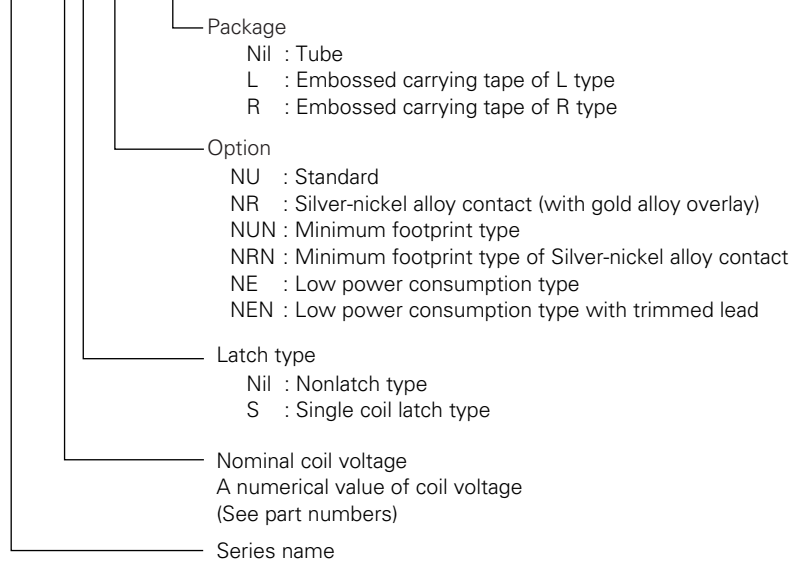 Package
Nil : Tube
L : Embossed carrying tape of L type
R : Embossed carrying tape of R type
Option
NU : Standard
NR : Silver-nickel alloy contact (with gold alloy overlay)
NUN : Minimum footprint type
NRN : Minimum footprint type of Silver-nickel alloy contact
NE : Low power consumption type
NEN : Low power consumption type with trimmed lead
Latch type
Nil : Nonlatch type
S : Single coil latch type
Nominal coil voltage
A numerical value of coil voltage
(See part numbers)
Series name